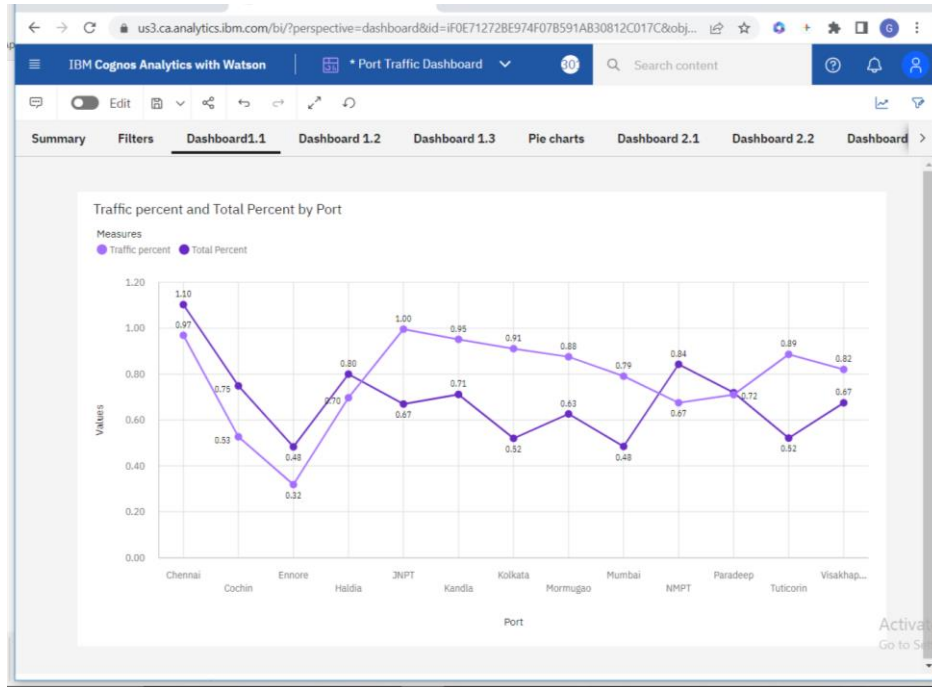 us3.ca.analytics.ibm.com/bi/?perspective=dashboard&id=iF0E71272BE974F07B591AB30812C017C&obj...
G
IBM Cognos Analytics with Watson
* Port Traffic Dashboard
Search content
Edit
Summary Filters Dashboard1.1 Dashboard 1.2 Dashboard 1.3 Pie charts Dashboard 2.1 Dashboard 2.2 Dashboard
Traffic percent and Total Percent by Port
Measures
Traffic percent Total Percent
1.20
1.10
1.00 0.97 1.00 0.95 0.91 0.88 0.89
0.80 0.75 0.80 0.70 0.67 0.71 0.79 0.84 0.72 0.82
0.60 0.53 0.52 0.63 0.67 0.52 0.67
0.40 0.48 0.32 0.48
0.20
0.00
Values
Chennai Ennore JNPT Kolkata Mumbai Paradeep Visakhap...
Cochin Haldia Kandla Mormugao NMPT Tuticorin
Port
Activa
Go to Se